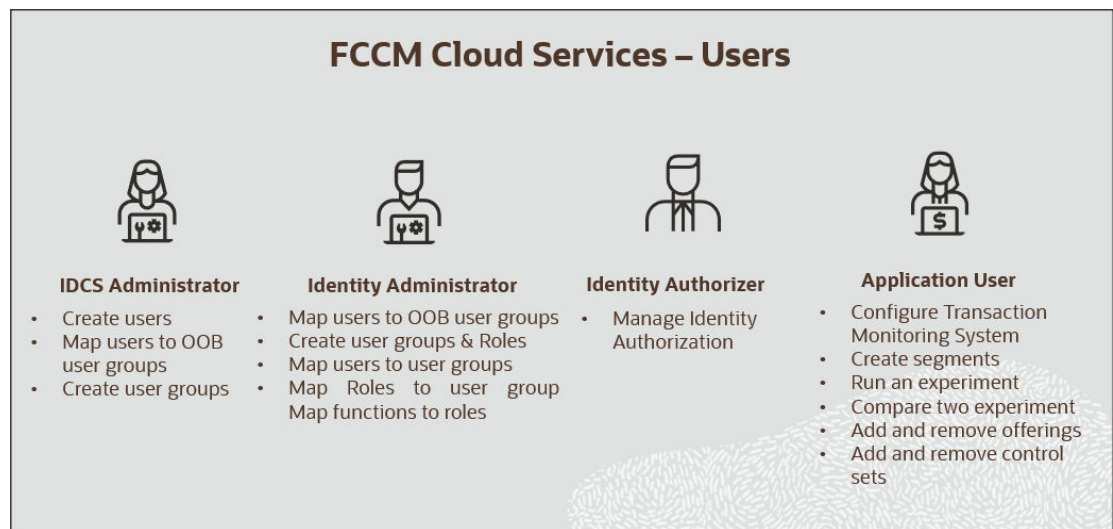 FCCM Cloud Services – Users
IDCS Administrator
• Create users
• Map users to OOB
user groups
• Create user groups
Identity Administrator
• Map users to OOB user groups
• Create user groups & Roles
• Map users to user groups
• Map Roles to user group
Map functions to roles
Identity Authorizer
• Manage Identity
Authorization
Application User
• Configure Transaction
Monitoring System
• Create segments
• Run an experiment
• Compare two experiment
• Add and remove offerings
• Add and remove control
sets
$